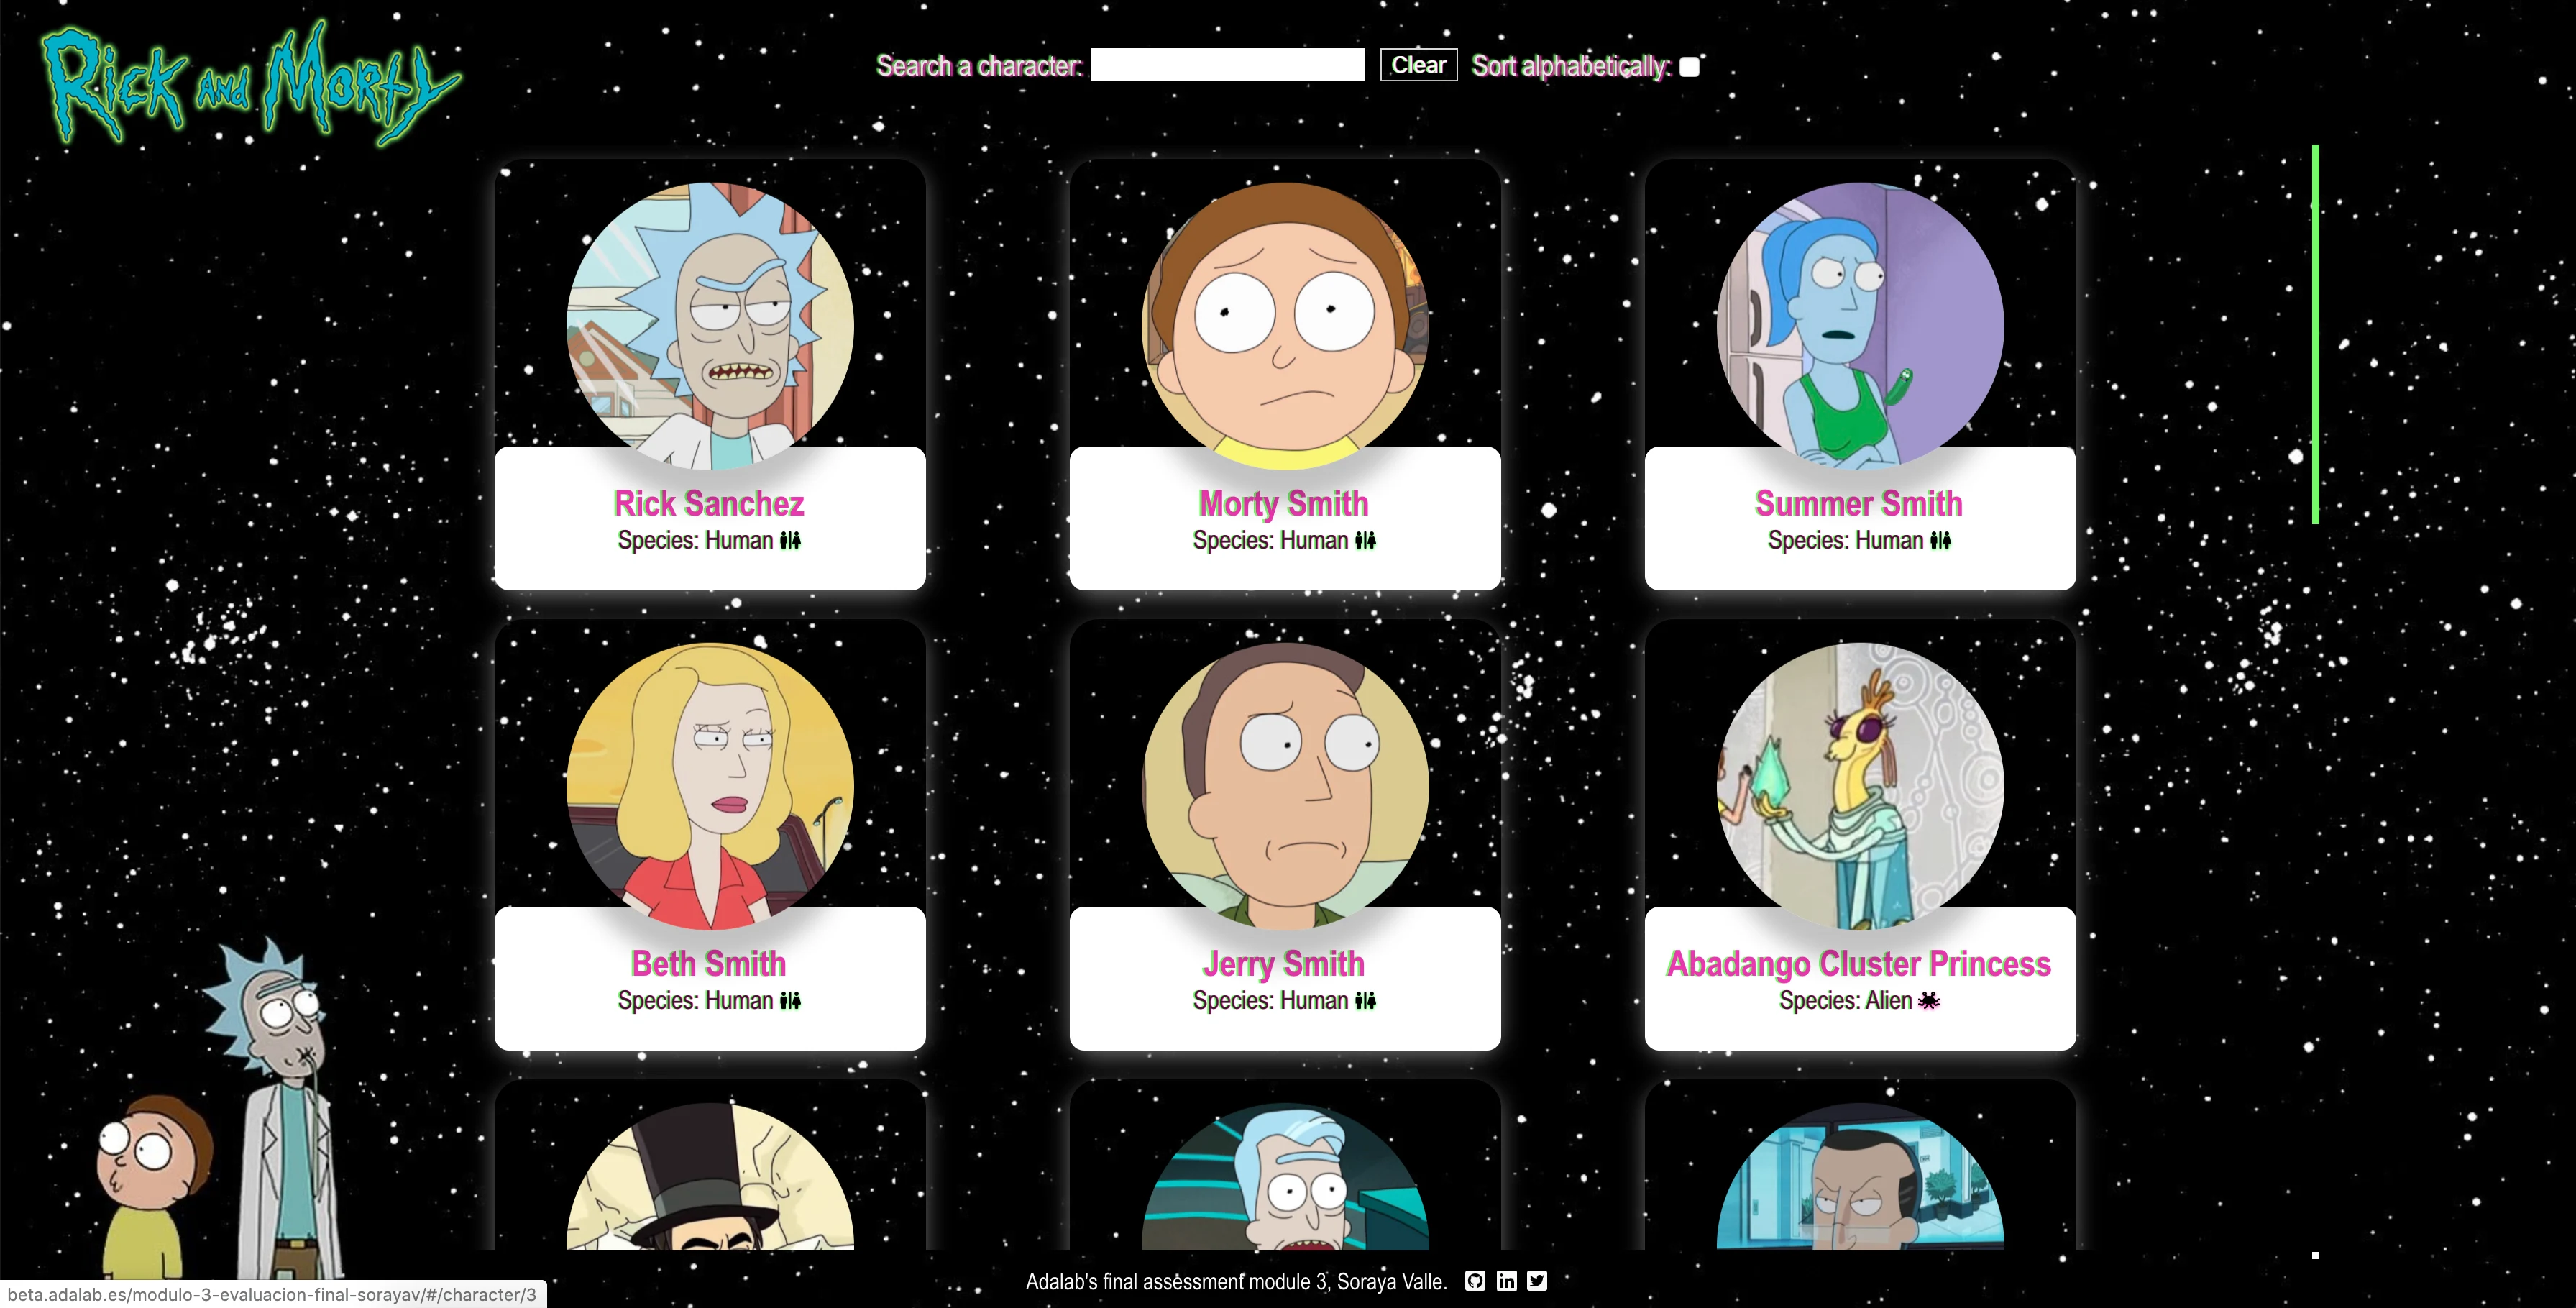 Rick and Morty
Search a character: Clear Sort alphabetically:
Rick Sanchez
Species: Human
Morty Smith
Species: Human
Summer Smith
Species: Human
Beth Smith
Species: Human
Jerry Smith
Species: Human
Abadango Cluster Princess
Species: Alien
Adalab's final assessment module 3, Soraya Valle.
beta.adalab.es/modulo-3-evaluacion-final-sorayav/#/character/3